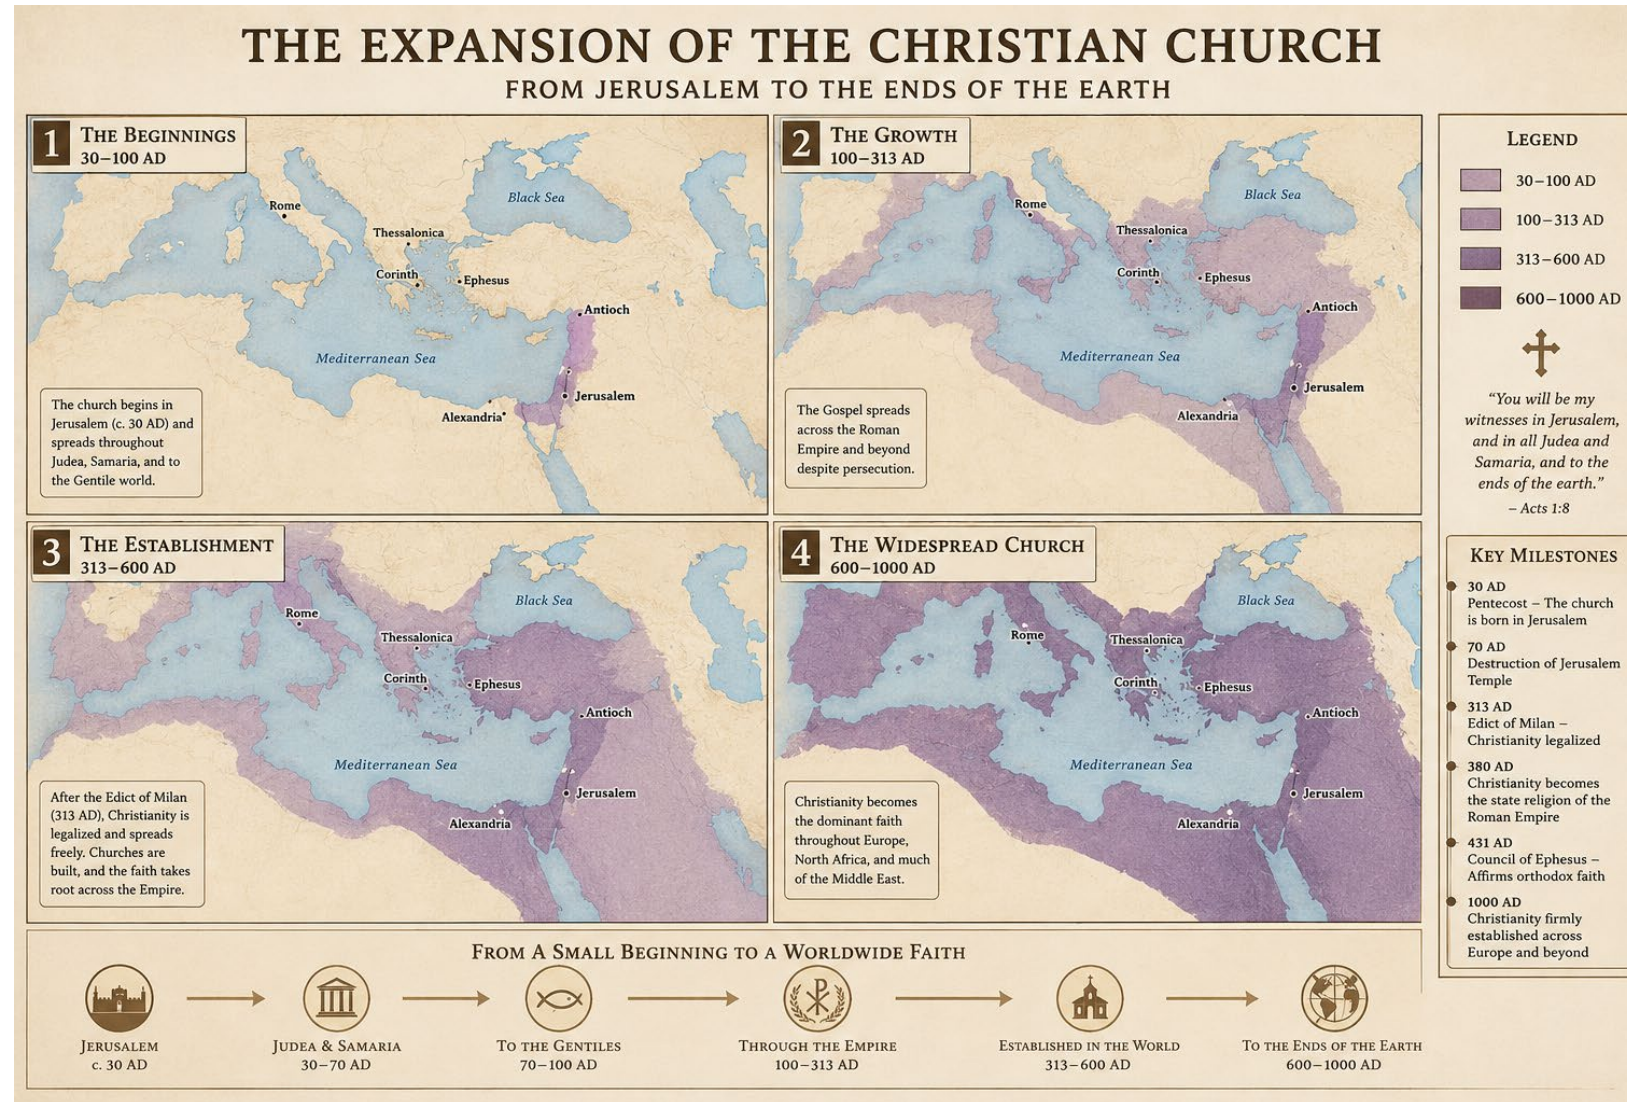 THE EXPANSION OF THE CHRISTIAN CHURCH
FROM JERUSALEM TO THE ENDS OF THE EARTH
1 THE BEGINNINGS
30–100 AD
Black Sea
Rome
Thessalonica
Corinth
Ephesus
Antioch
Mediterranean Sea
Jerusalem
Alexandria
The church begins in
Jerusalem (c. 30 AD) and
spreads throughout
Judea, Samaria, and to
the Gentile world.
2 THE GROWTH
100–313 AD
Black Sea
Rome
Thessalonica
Corinth
Ephesus
Antioch
Mediterranean Sea
Jerusalem
Alexandria
The Gospel spreads
across the Roman
Empire and beyond
despite persecution.
3 THE ESTABLISHMENT
313–600 AD
Black Sea
Rome
Thessalonica
Corinth
Ephesus
Antioch
Mediterranean Sea
Jerusalem
Alexandria
After the Edict of Milan
(313 AD), Christianity is
legalized and spreads
freely. Churches are
built, and the faith takes
root across the Empire.
4 THE WIDESPREAD CHURCH
600–1000 AD
Black Sea
Rome
Thessalonica
Corinth
Ephesus
Antioch
Mediterranean Sea
Jerusalem
Alexandria
Christianity becomes
the dominant faith
throughout Europe,
North Africa, and much
of the Middle East.
LEGEND
30–100 AD
100–313 AD
313–600 AD
600–1000 AD
“You will be my
witnesses in Jerusalem,
and in all Judea and
Samaria, and to the
ends of the earth.”
– Acts 1:8
KEY MILESTONES
30 AD
Pentecost – The church
is born in Jerusalem
70 AD
Destruction of Jerusalem
Temple
313 AD
Edict of Milan –
Christianity legalized
380 AD
Christianity becomes
the state religion of the
Roman Empire
431 AD
Council of Ephesus –
Affirms orthodox faith
1000 AD
Christianity firmly
established across
Europe and beyond
FROM A SMALL BEGINNING TO A WORLDWIDE FAITH
JERUSALEM
c. 30 AD
JUDEA & SAMARIA
30–70 AD
TO THE GENTILES
70–100 AD
THROUGH THE EMPIRE
100–313 AD
ESTABLISHED IN THE WORLD
313–600 AD
TO THE ENDS OF THE EARTH
600–1000 AD